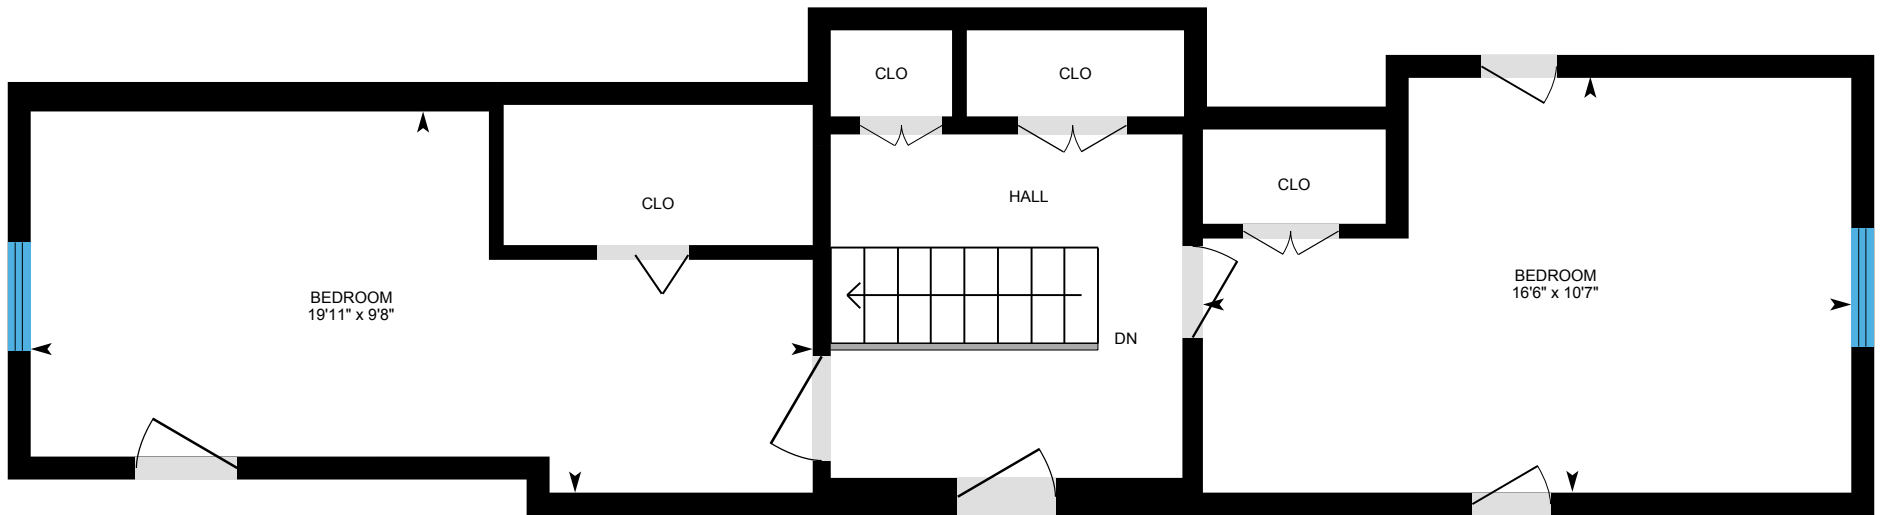 CLO
CLO
CLO
HALL
CLO
BEDROOM
16'6" x 10'7"
BEDROOM
19'11" x 9'8"
DN